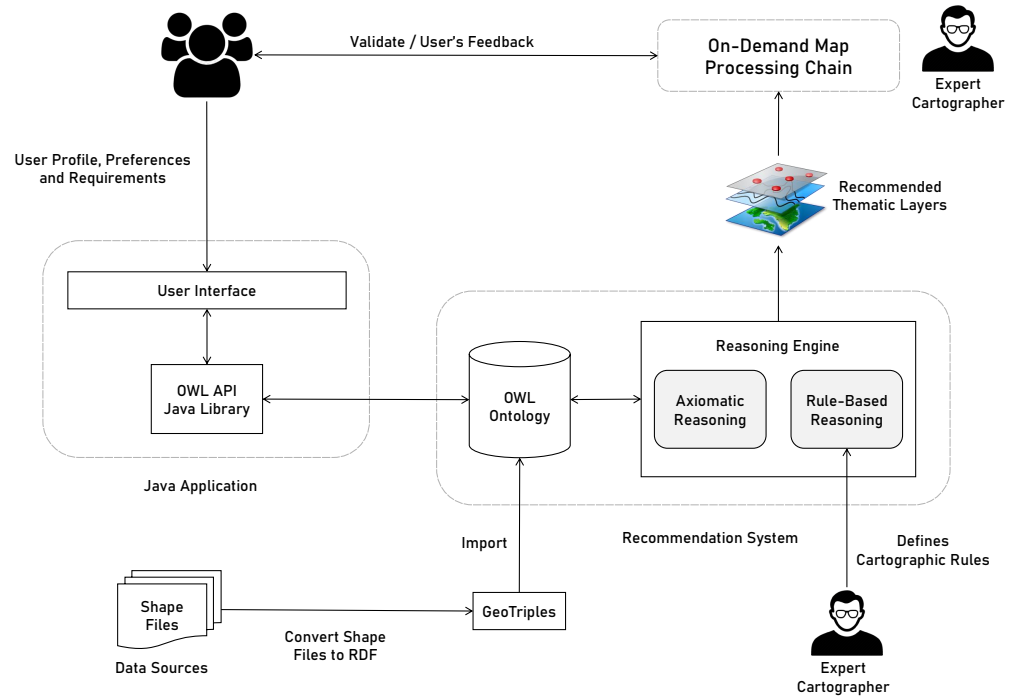 Validate / User's Feedback
On-Demand Map
Processing Chain
Expert
Cartographer
User Profile, Preferences
and Requirements
Recommended
Thematic Layers
User Interface
OWL API
Java Library
Java Application
OWL
Ontology
Reasoning Engine
Axiomatic
Reasoning
Rule-Based
Reasoning
Recommendation System
Import
Defines
Cartographic Rules
Shape
Files
Data Sources
Convert Shape
Files to RDF
GeoTriples
Expert
Cartographer